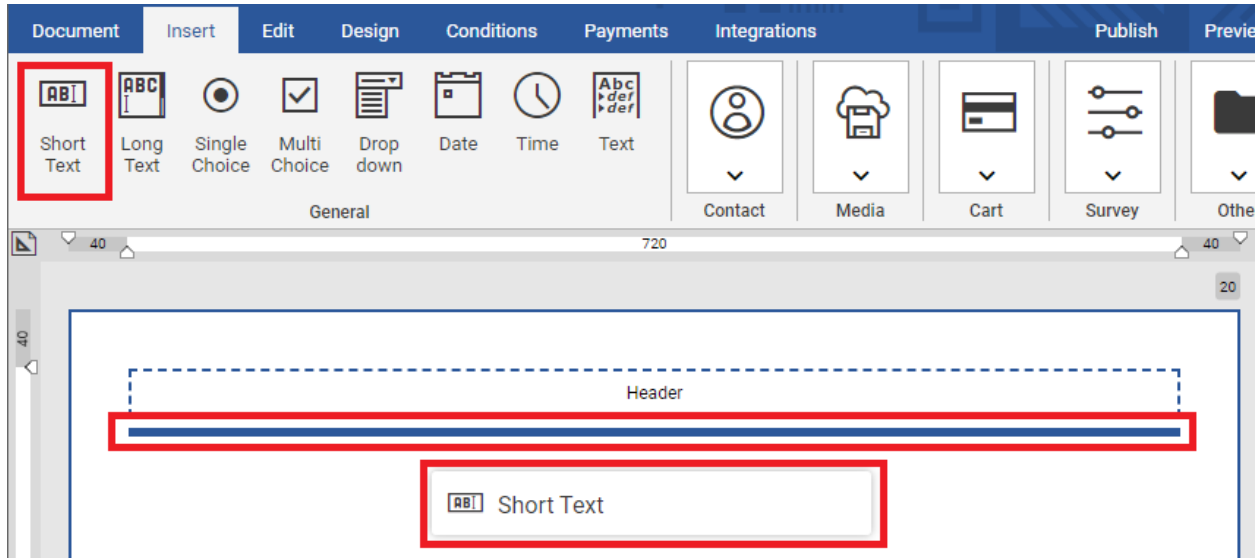 Document Insert Edit Design Conditions Payments Integrations Publish Previe
ABI ABC Abc def def
Short Text Long Text Single Choice Multi Choice Drop down Date Time Text
General Contact Media Cart Survey Othe
40 720 40
20
40
Header
ABI Short Text